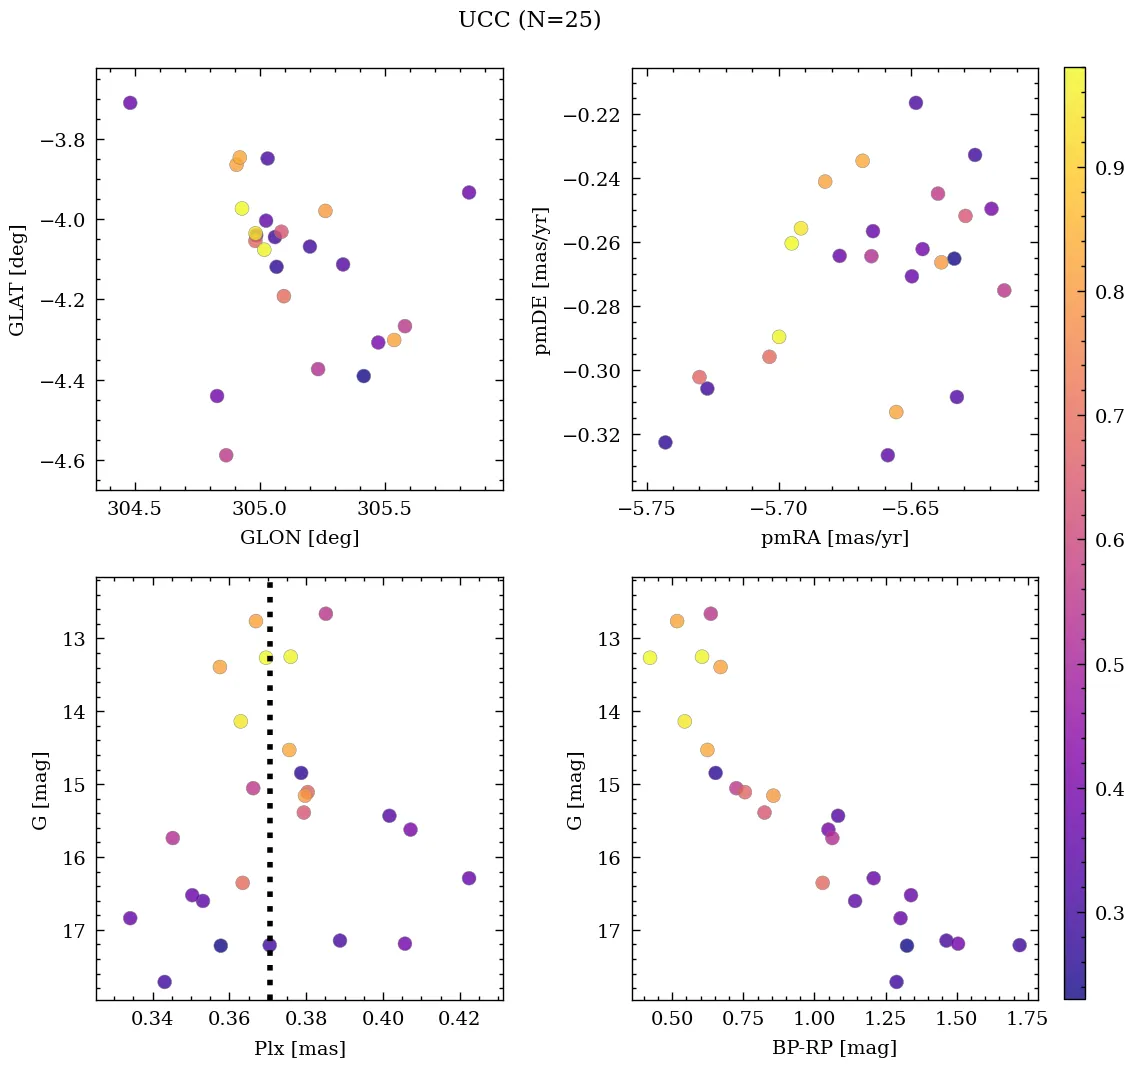 UCC (N=25)
−3.8
−4.0
−4.2
−4.4
−4.6
GLAT [deg]
304.5 305.0 305.5
GLON [deg]
−0.22
−0.24
−0.26
−0.28
−0.30
−0.32
pmDE [mas/yr]
−5.75 −5.70 −5.65
pmRA [mas/yr]
13
14
15
16
17
G [mag]
0.34 0.36 0.38 0.40 0.42
Plx [mas]
13
14
15
16
17
G [mag]
0.50 0.75 1.00 1.25 1.50 1.75
BP-RP [mag]
0.9
0.8
0.7
0.6
0.5
0.4
0.3